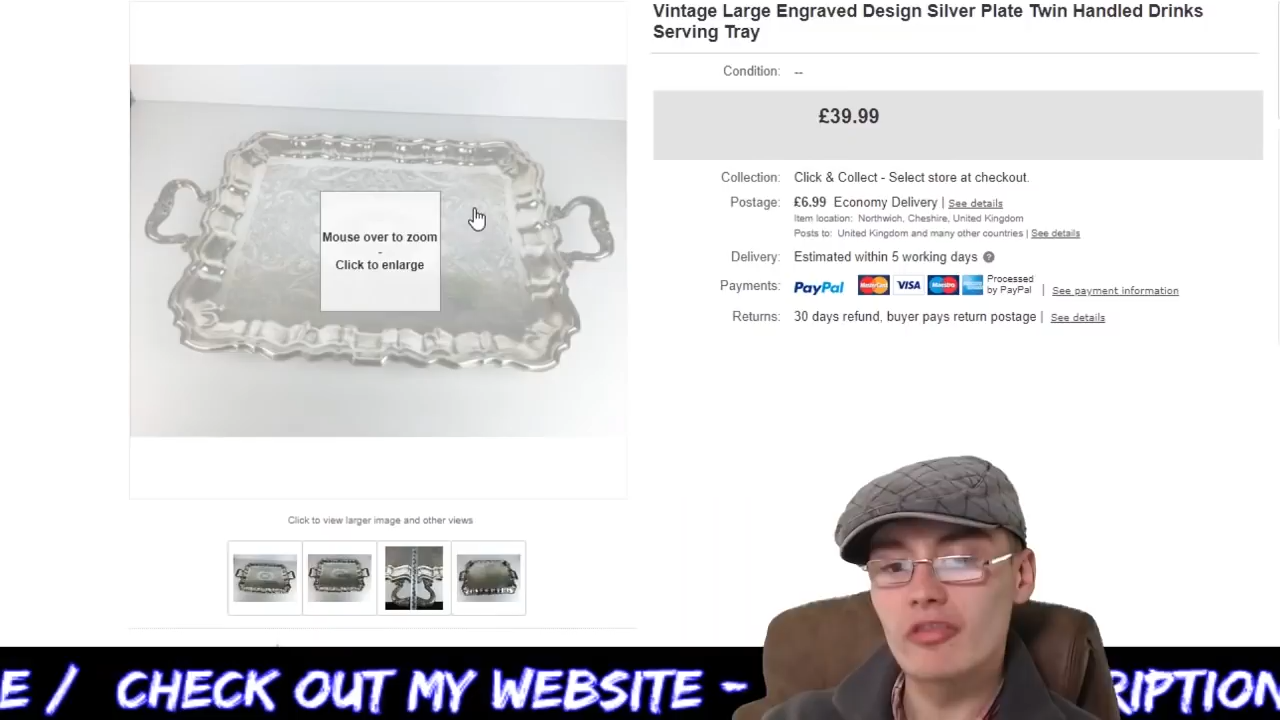 Vintage Large Engraved Design Silver Plate Twin Handled Drinks
Serving Tray
Condition: --
£39.99
Collection: Click & Collect - Select store at checkout.
Postage: £6.99 Economy Delivery | See details
Item location: Northwich, Cheshire, United Kingdom
Posts to: United Kingdom and many other countries | See details
Delivery: Estimated within 5 working days ?
Payments: PayPal MasterCard VISA Maestro Processed
by PayPal | See payment information
Returns: 30 days refund, buyer pays return postage | See details
Mouse over to zoom
-
Click to enlarge
Click to view larger image and other views
E / CHECK OUT MY WEBSITE - RIPTION